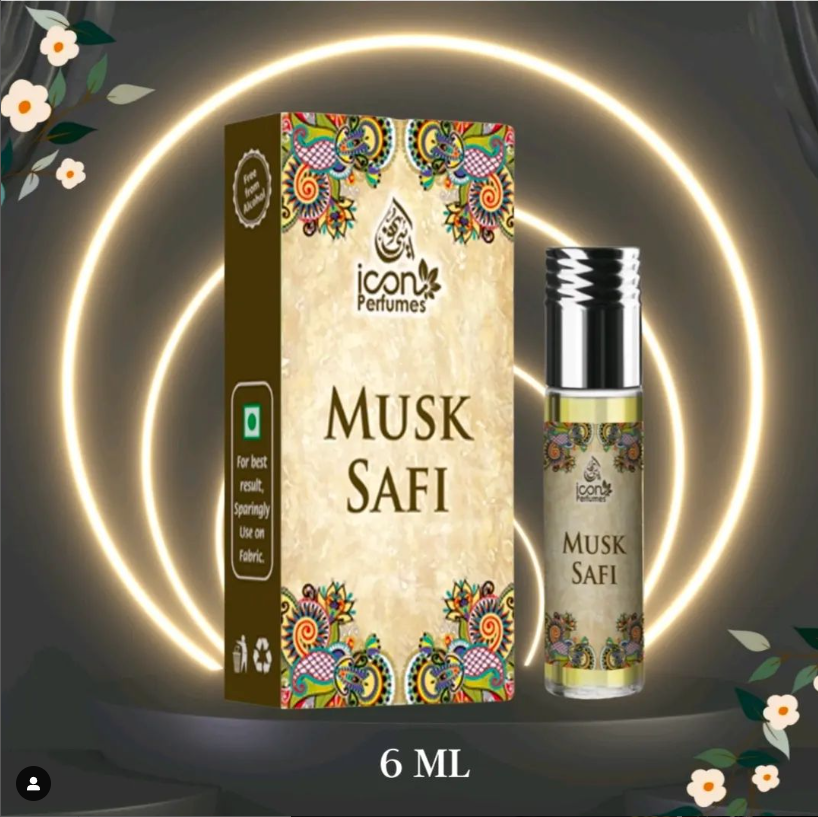 Free
from
Alcohol
icon
Perfumes
MUSK
SAFI
For best
result,
Sparingly
Use on
Fabric.
icon
Perfumes
MUSK
SAFI
6 ML